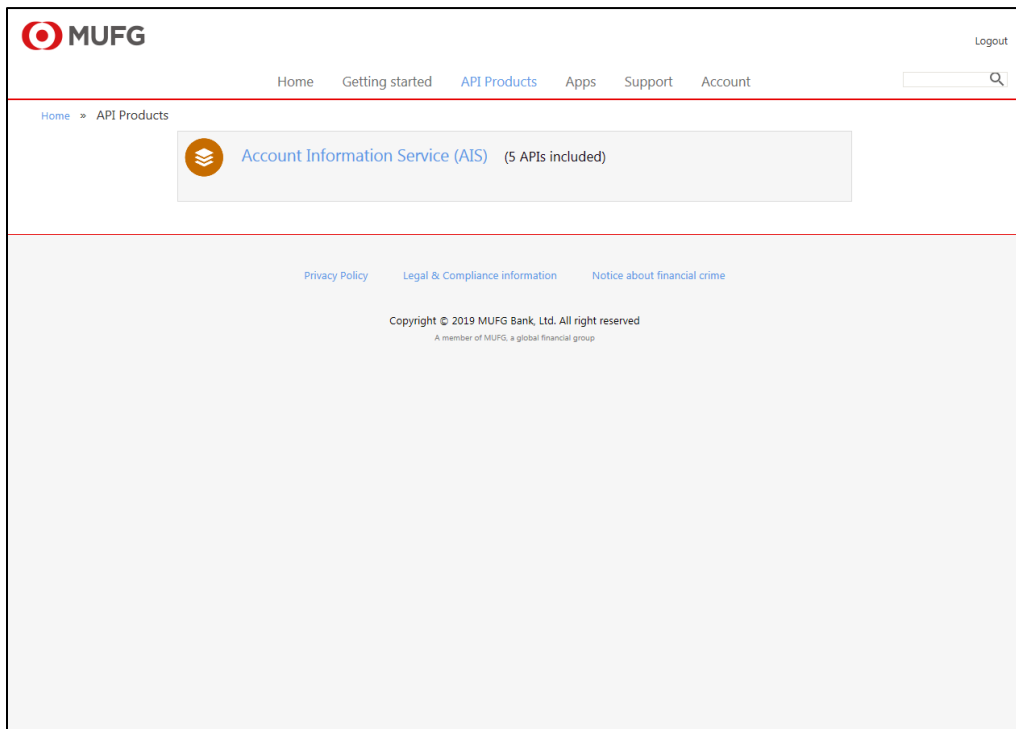 MUFG
Logout
Home Getting started API Products Apps Support Account
Home » API Products
Account Information Service (AIS) (5 APIs included)
Privacy Policy Legal & Compliance information Notice about financial crime
Copyright © 2019 MUFG Bank, Ltd. All right reserved
A member of MUFG, a global financial group